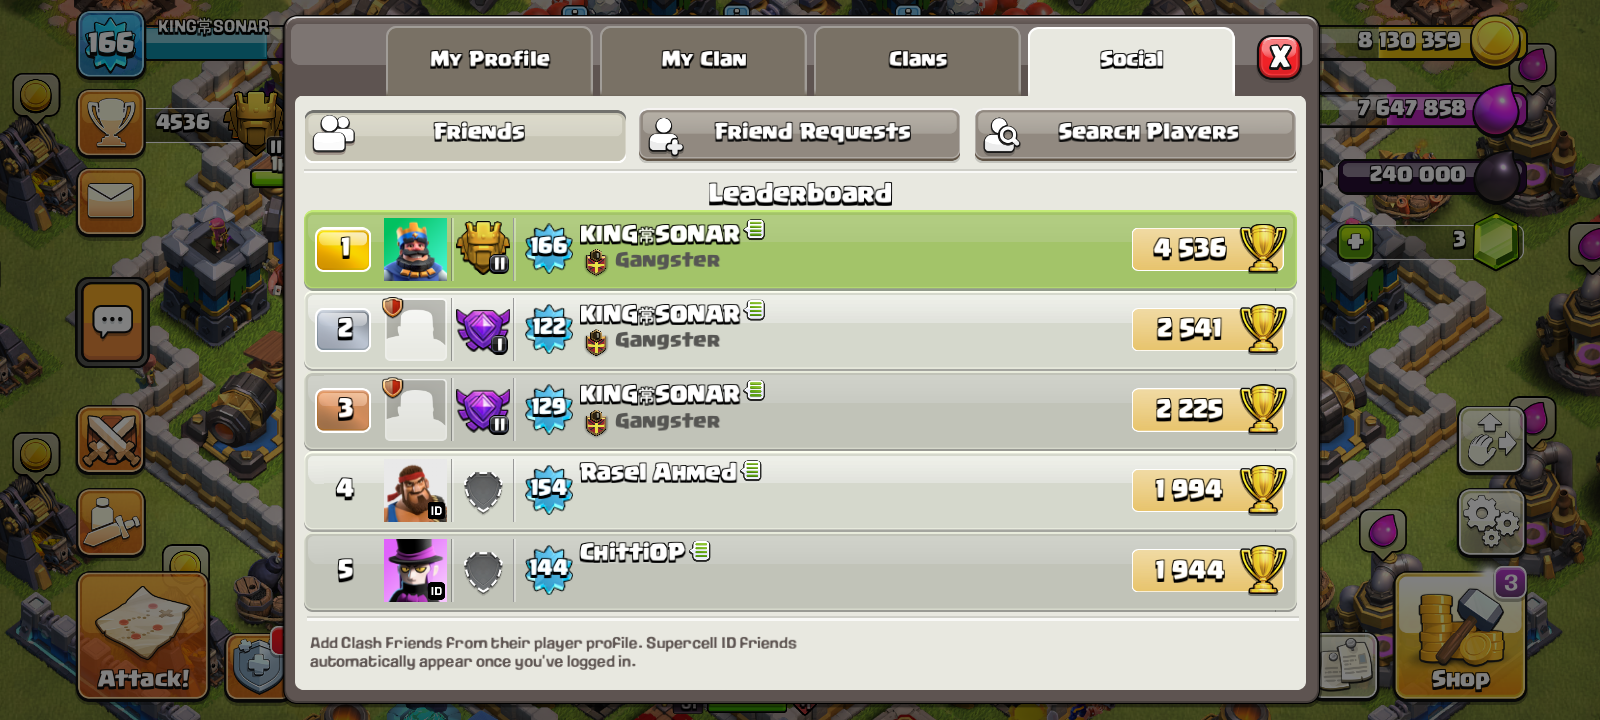 166
KING常SONAR
My Profile
My Clan
Clans
Social
X
8 130 359
4536
Friends
Friend Requests
Search Players
7 647 858
240 000
Leaderboard
1
II
166
KING常SONAR
Gangster
4 536
3
2
I
122
KING常SONAR
Gangster
2 541
3
II
129
KING常SONAR
Gangster
2 225
4
ID
154
Rasel Ahmed
1 994
5
ID
144
ChittiOP
1 944
3
Add Clash Friends from their player profile. Supercell ID friends
automatically appear once you've logged in.
Attack!
Shop